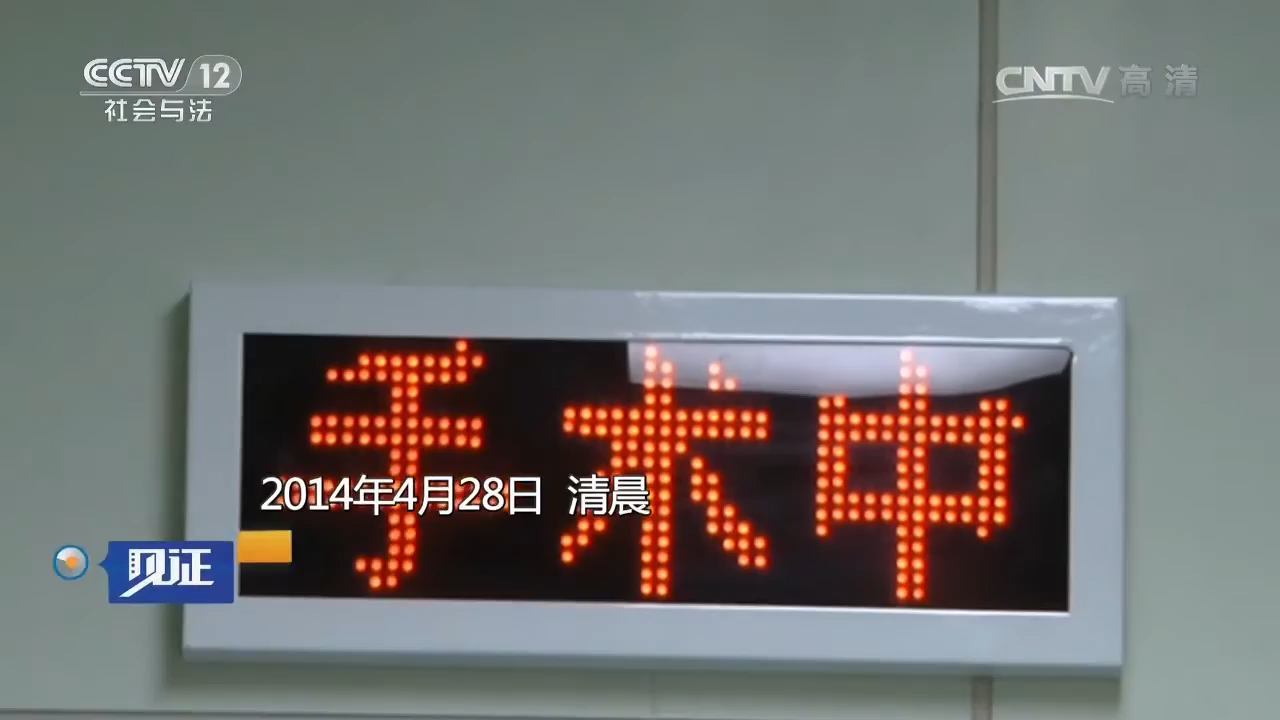 CCTV 12
社会与法
CNTV 高清
手术中
2014年4月28日 清晨
见证